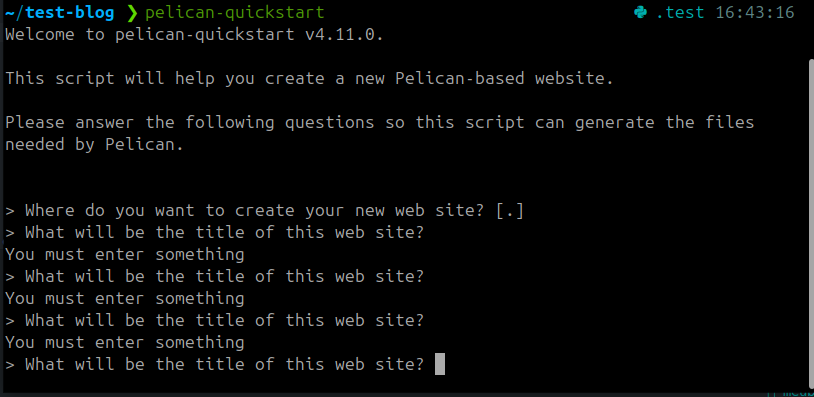 ~/test-blog ❯ pelican-quickstart .test 16:43:16
Welcome to pelican-quickstart v4.11.0.
This script will help you create a new Pelican-based website.
Please answer the following questions so this script can generate the files
needed by Pelican.
> Where do you want to create your new web site? [.]
> What will be the title of this web site?
You must enter something
> What will be the title of this web site?
You must enter something
> What will be the title of this web site?
You must enter something
> What will be the title of this web site?